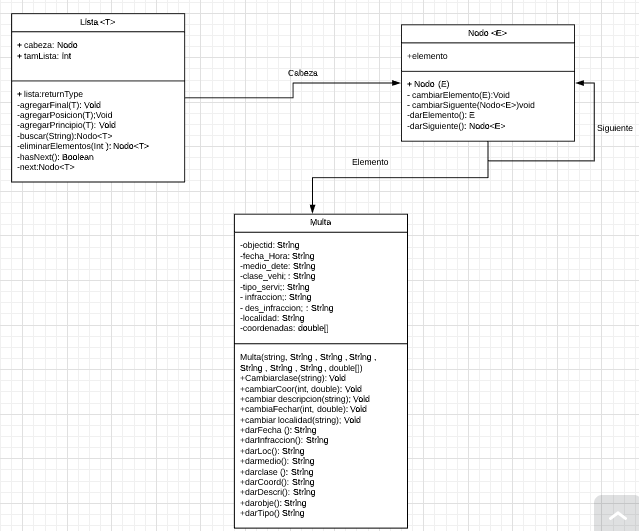 Lista <T>
+ cabeza: Nodo
+ tamLista: Int
+ lista:returnType
-agregarFinal(T): Void
-agregarPosicion(T);Void
-agregarPrincipio(T): Void
-buscar(String):Nodo<T>
-eliminarElementos(Int ): Nodo<T>
-hasNext(): Boolean
-next:Nodo<T>
Cabeza
Nodo <E>
+elemento
+ Nodo (E)
- cambiarElemento(E):Void
- cambiarSiguente(Nodo<E>)void
-darElemento(): E
-darSiguiente(): Nodo<E>
Siguiente
Elemento
Multa
-objectid: String
-fecha_Hora: String
-medio_dete: String
-clase_vehi; : String
-tipo_servi;: String
- infraccion;: String
- des_infraccion; : String
-localidad: String
-coordenadas: double[]
Multa(string, String , String , String ,
String , String , String , double[])
+Cambiarclase(string): Void
+cambiarCoor(int, double): Void
+cambiar descripcion(string); Void
+cambiaFechar(int, double): Void
+cambiar localidad(string); Void
+darFecha (): String
+darInfraccion(): String
+darLoc(): String
+darmedio(): String
+darclase (): String
+darCoord(): String
+darDescri(): String
+darobje(): String
+darTipo() String